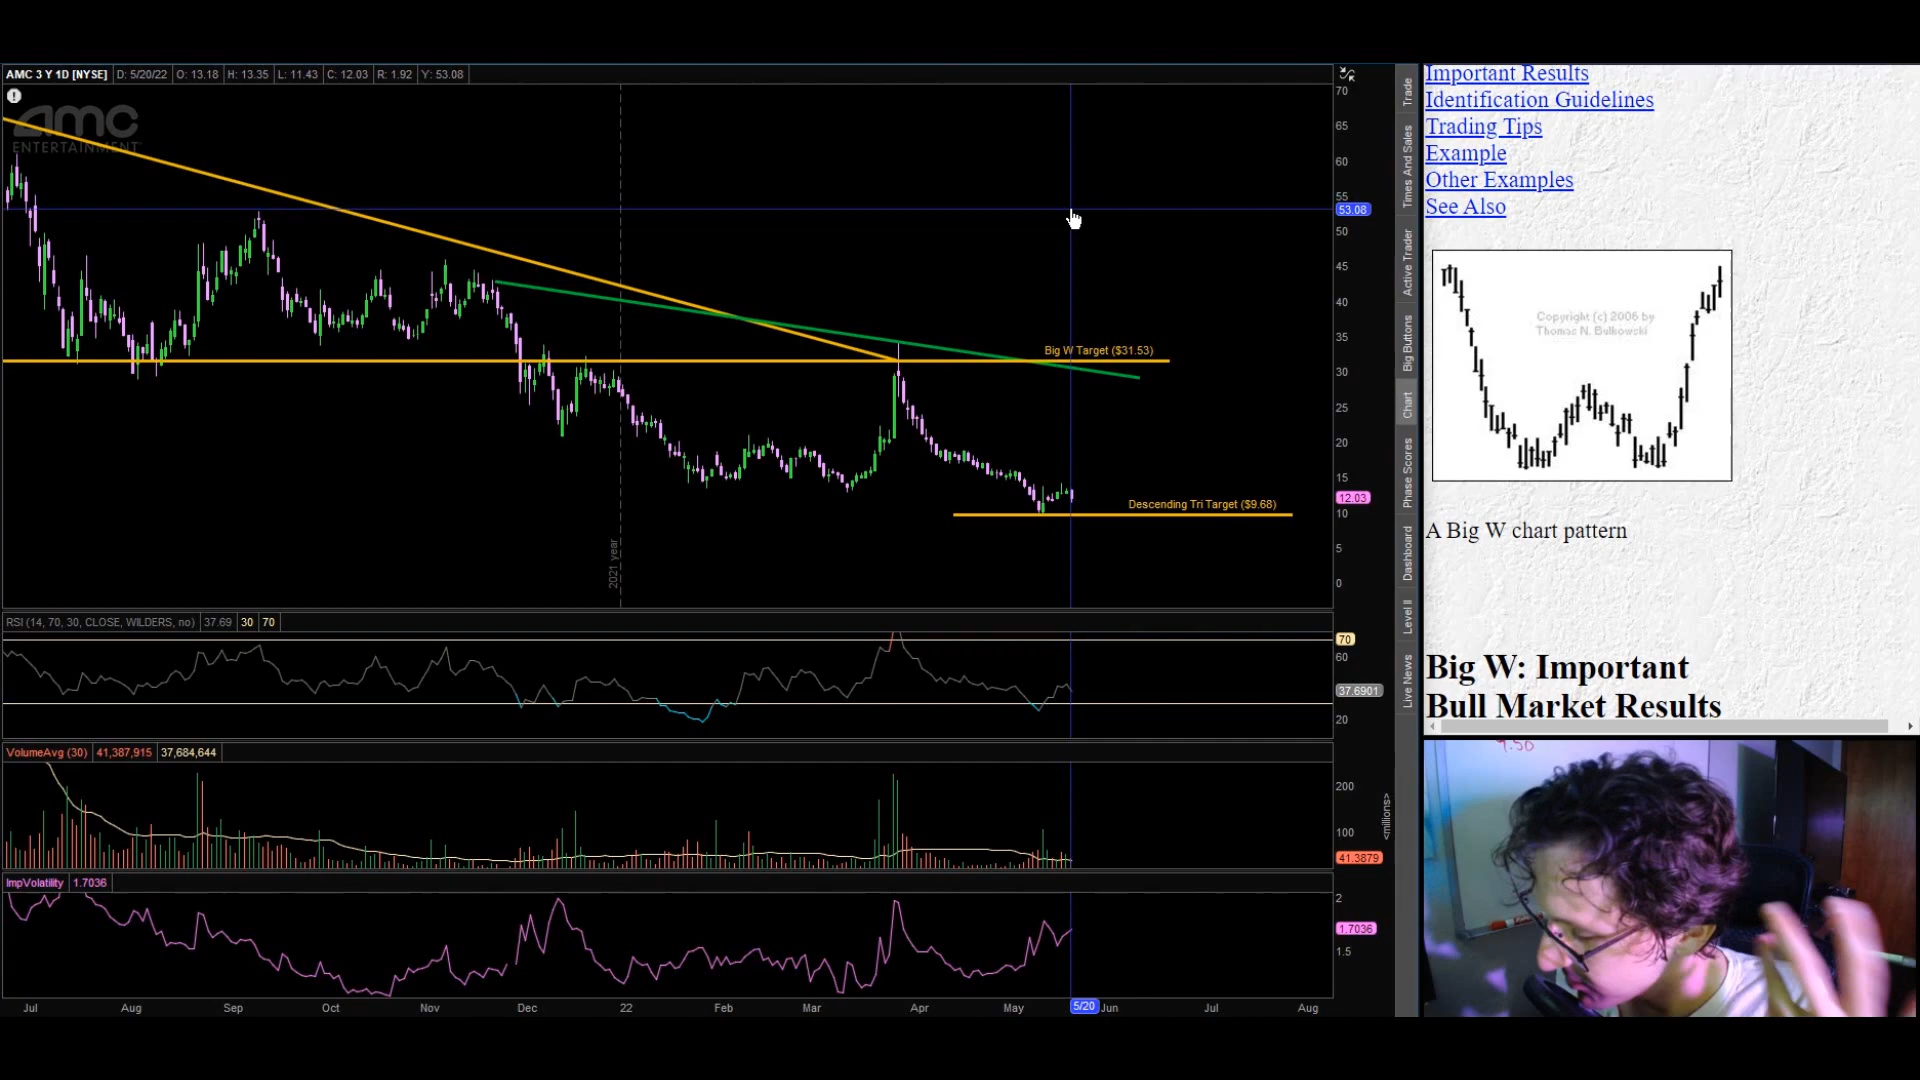 AMC 3 Y 1D [NYSE] D: 5/20/22 O: 13.18 H: 13.35 L: 11.43 C: 12.03 R: 1.92 Y: 53.08
amc
ENTERTAINMENT
70
65
60
55
53.08
50
45
40
35
30
25
20
15
12.03
10
5
0
Big W Target ($31.53)
Descending Tri Target ($9.68)
2021 year
RSI (14, 70, 30, CLOSE, WILDERS, no) 37.69 30 70
70
60
37.6901
20
VolumeAvg (30) 41,387,915 37,684,644
200
100
<millions>
41.3879
ImpVolatility 1.7036
2
1.7036
1.5
Jul Aug Sep Oct Nov Dec 22 Feb Mar Apr May 5/20 Jun Jul Aug
Trade
Times And Sales
Active Trader
Big Buttons
Chart
Phase Scores
Dashboard
Level II
Live News
Important Results
Identification Guidelines
Trading Tips
Example
Other Examples
See Also
Copyright (c) 2006 by
Thomas N. Bulkowski
A Big W chart pattern
Big W: Important
Bull Market Results